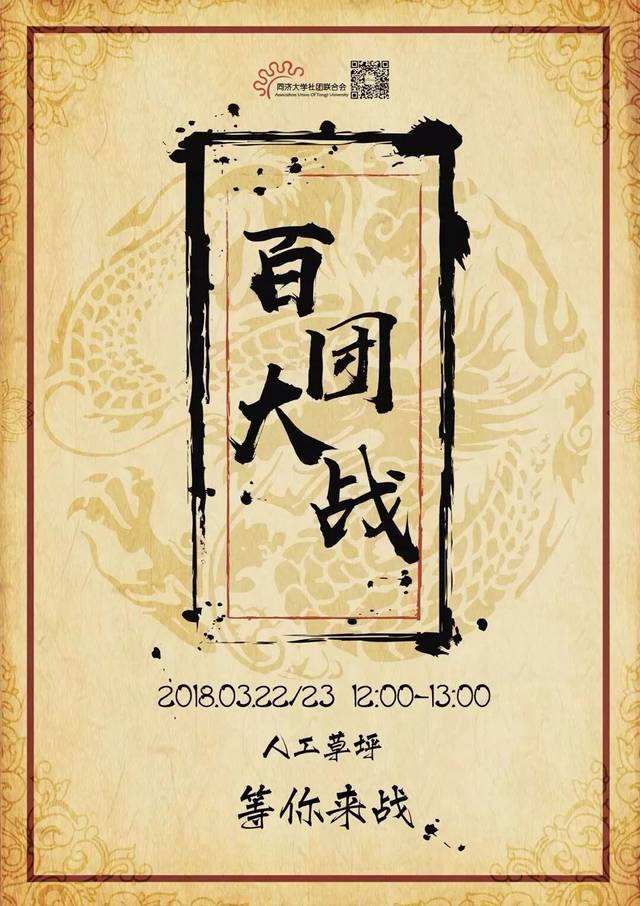 同济大学社团联合会
Associations Union Of Tongji University
百团大战
2018.03.22/23 12:00-13:00
人工草坪
等你来战